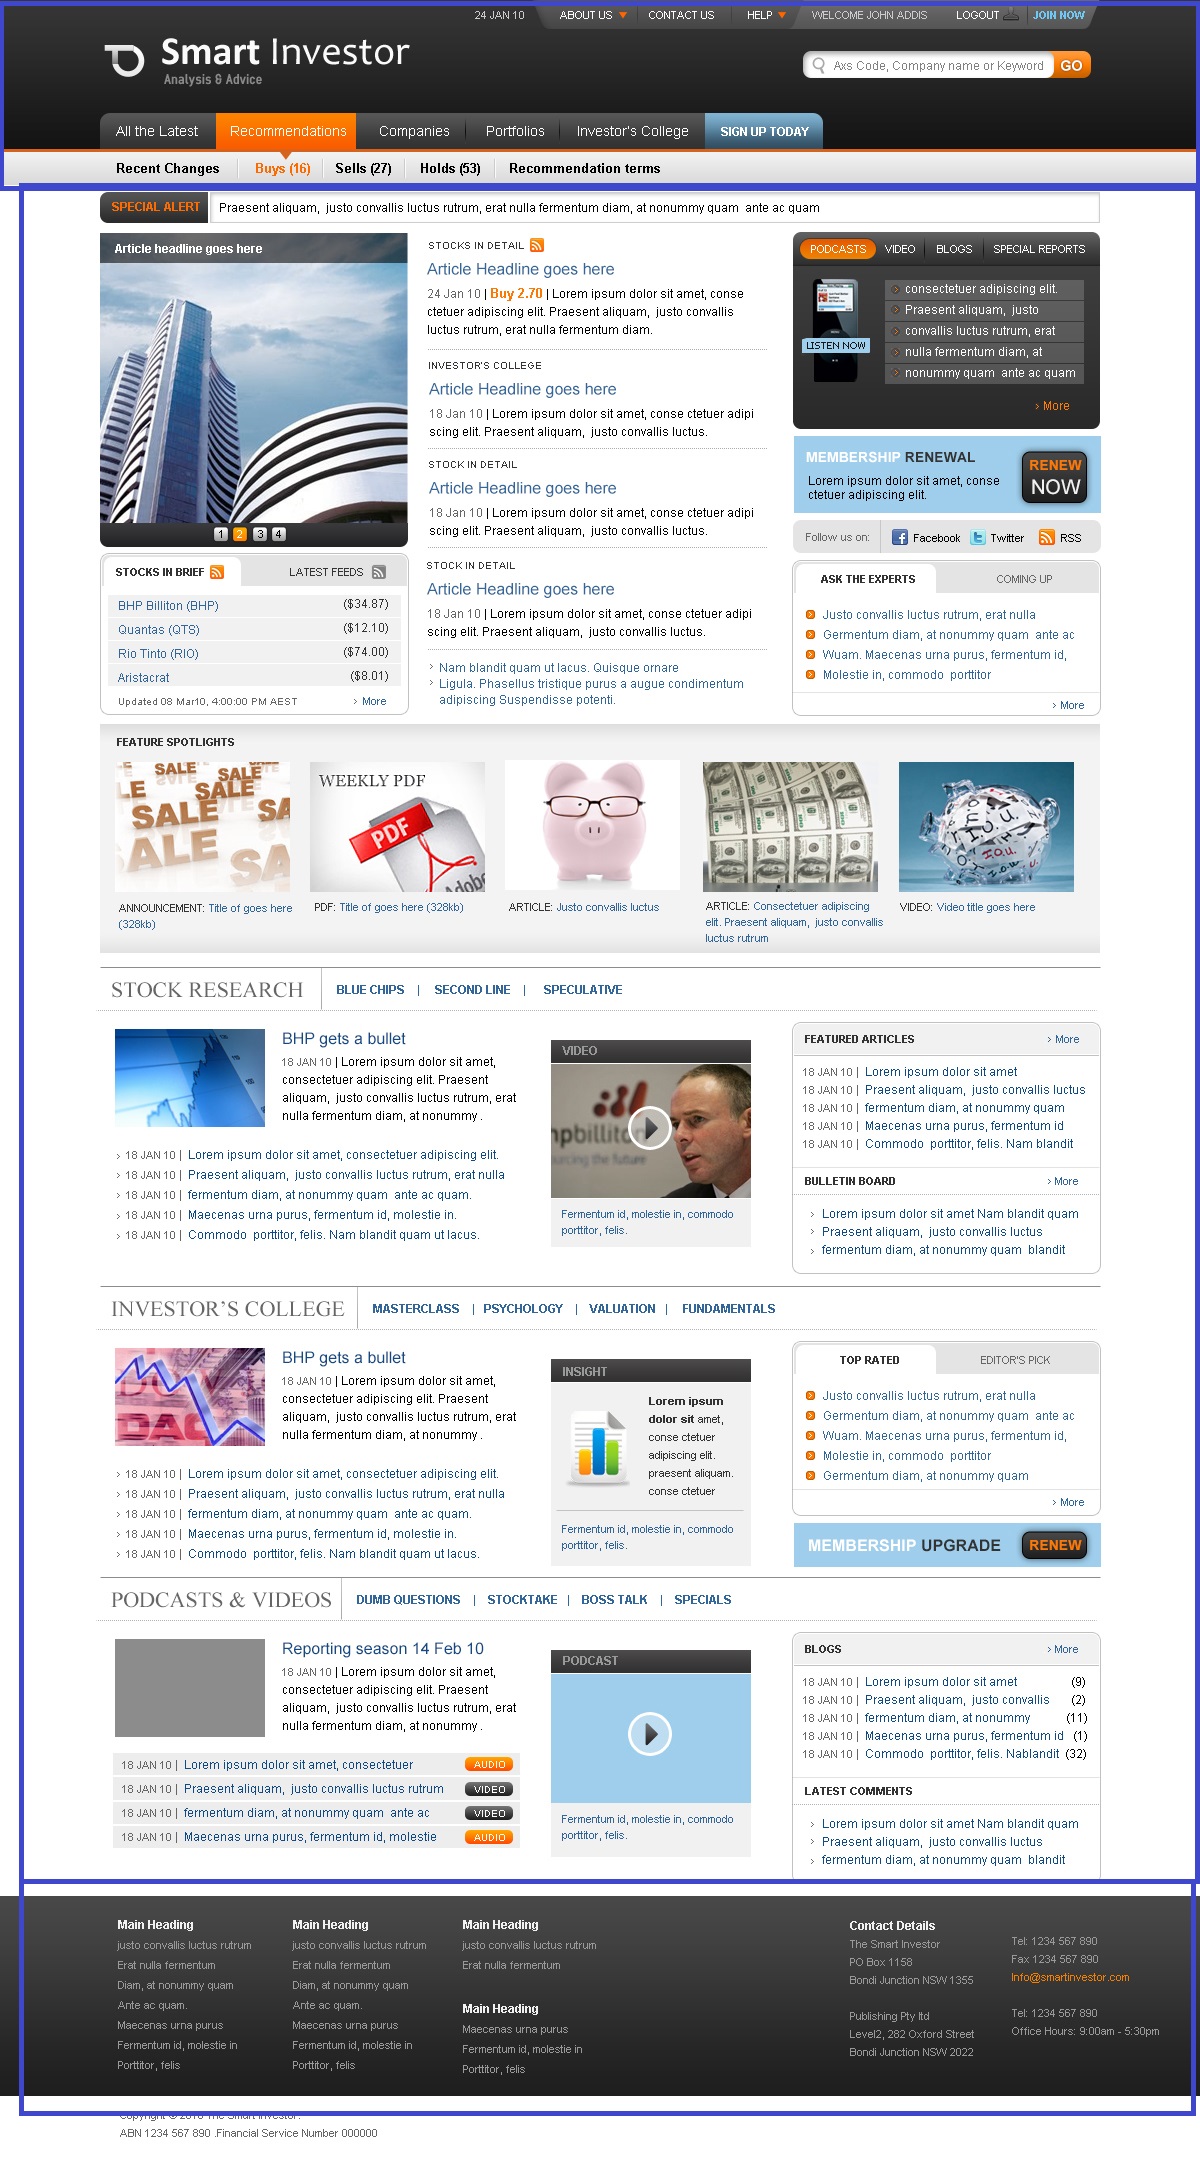 24 JAN 10
ABOUT US
CONTACT US
HELP
WELCOME JOHN ADDIS
LOGOUT
JOIN NOW
Smart Investor
Analysis & Advice
Axs Code, Company name or Keyword
GO
All the Latest
Recommendations
Companies
Portfolios
Investor's College
SIGN UP TODAY
Recent Changes
Buys (16)
Sells (27)
Holds (53)
Recommendation terms
SPECIAL ALERT
Praesent aliquam, justo convallis luctus rutrum, erat nulla fermentum diam, at nonummy quam ante ac quam
Article headline goes here
1 2 3 4
STOCKS IN BRIEF
LATEST FEEDS
BHP Billiton (BHP) ($34.87)
Quantas (QTS) ($12.10)
Rio Tinto (RIO) ($74.00)
Aristacrat ($8.01)
Updated 08 Mar10, 4:00:00 PM AEST
> More
STOCKS IN DETAIL
Article Headline goes here
24 Jan 10 | Buy 2.70 | Lorem ipsum dolor sit amet, conse
ctetuer adipiscing elit. Praesent aliquam, justo convallis
luctus rutrum, erat nulla fermentum diam.
INVESTOR'S COLLEGE
Article Headline goes here
18 Jan 10 | Lorem ipsum dolor sit amet, conse ctetuer adipi
scing elit. Praesent aliquam, justo convallis luctus.
STOCK IN DETAIL
Article Headline goes here
18 Jan 10 | Lorem ipsum dolor sit amet, conse ctetuer adipi
scing elit. Praesent aliquam, justo convallis luctus.
STOCK IN DETAIL
Article Headline goes here
18 Jan 10 | Lorem ipsum dolor sit amet, conse ctetuer adipi
scing elit. Praesent aliquam, justo convallis luctus.
> Nam blandit quam ut lacus. Quisque ornare
> Ligula. Phasellus tristique purus a augue condimentum
adipiscing Suspendisse potenti.
PODCASTS
VIDEO
BLOGS
SPECIAL REPORTS
LISTEN NOW
consectetuer adipiscing elit.
Praesent aliquam, justo
convallis luctus rutrum, erat
nulla fermentum diam, at
nonummy quam ante ac quam
> More
MEMBERSHIP RENEWAL
Lorem ipsum dolor sit amet, conse
ctetuer adipiscing elit.
RENEW
NOW
Follow us on:
Facebook
Twitter
RSS
ASK THE EXPERTS
COMING UP
Justo convallis luctus rutrum, erat nulla
Germentum diam, at nonummy quam ante ac
Wuam. Maecenas urna purus, fermentum id,
Molestie in, commodo porttitor
> More
FEATURE SPOTLIGHTS
SALE
SALE
SALE
SALE
SALE
WEEKLY PDF
PDF
Adobe
I.O.U.
I.o.u.
ANNOUNCEMENT: Title of goes here
(328kb)
PDF: Title of goes here (328kb)
ARTICLE: Justo convallis luctus
ARTICLE: Consectetuer adipiscing
elit. Praesent aliquam, justo convallis
luctus rutrum
VIDEO: Video title goes here
STOCK RESEARCH
BLUE CHIPS | SECOND LINE | SPECULATIVE
BHP gets a bullet
18 JAN 10 | Lorem ipsum dolor sit amet,
consectetuer adipiscing elit. Praesent
aliquam, justo convallis luctus rutrum, erat
nulla fermentum diam, at nonummy .
> 18 JAN 10 | Lorem ipsum dolor sit amet, consectetuer adipiscing elit.
> 18 JAN 10 | Praesent aliquam, justo convallis luctus rutrum, erat nulla
> 18 JAN 10 | fermentum diam, at nonummy quam ante ac quam.
> 18 JAN 10 | Maecenas urna purus, fermentum id, molestie in.
> 18 JAN 10 | Commodo porttitor, felis. Nam blandit quam ut lacus.
VIDEO
hpbillito
ourcing the future
Fermentum id, molestie in, commodo
porttitor, felis.
FEATURED ARTICLES
> More
18 JAN 10 | Lorem ipsum dolor sit amet
18 JAN 10 | Praesent aliquam, justo convallis luctus
18 JAN 10 | fermentum diam, at nonummy quam
18 JAN 10 | Maecenas urna purus, fermentum id
18 JAN 10 | Commodo porttitor, felis. Nam blandit
BULLETIN BOARD
> More
> Lorem ipsum dolor sit amet Nam blandit quam
> Praesent aliquam, justo convallis luctus
> fermentum diam, at nonummy quam blandit
INVESTOR'S COLLEGE
MASTERCLASS | PSYCHOLOGY | VALUATION | FUNDAMENTALS
BHP gets a bullet
18 JAN 10 | Lorem ipsum dolor sit amet,
consectetuer adipiscing elit. Praesent
aliquam, justo convallis luctus rutrum, erat
nulla fermentum diam, at nonummy .
> 18 JAN 10 | Lorem ipsum dolor sit amet, consectetuer adipiscing elit.
> 18 JAN 10 | Praesent aliquam, justo convallis luctus rutrum, erat nulla
> 18 JAN 10 | fermentum diam, at nonummy quam ante ac quam.
> 18 JAN 10 | Maecenas urna purus, fermentum id, molestie in.
> 18 JAN 10 | Commodo porttitor, felis. Nam blandit quam ut lacus.
INSIGHT
Lorem ipsum
dolor sit amet,
conse ctetuer
adipiscing elit.
praesent aliquam.
conse ctetuer
Fermentum id, molestie in, commodo
porttitor, felis.
TOP RATED
EDITOR'S PICK
Justo convallis luctus rutrum, erat nulla
Germentum diam, at nonummy quam ante ac
Wuam. Maecenas urna purus, fermentum id,
Molestie in, commodo porttitor
Germentum diam, at nonummy quam
> More
MEMBERSHIP UPGRADE
RENEW
PODCASTS & VIDEOS
DUMB QUESTIONS | STOCKTAKE | BOSS TALK | SPECIALS
Reporting season 14 Feb 10
18 JAN 10 | Lorem ipsum dolor sit amet,
consectetuer adipiscing elit. Praesent
aliquam, justo convallis luctus rutrum, erat
nulla fermentum diam, at nonummy .
18 JAN 10 | Lorem ipsum dolor sit amet, consectetuer AUDIO
18 JAN 10 | Praesent aliquam, justo convallis luctus rutrum VIDEO
18 JAN 10 | fermentum diam, at nonummy quam ante ac VIDEO
18 JAN 10 | Maecenas urna purus, fermentum id, molestie AUDIO
PODCAST
Fermentum id, molestie in, commodo
porttitor, felis.
BLOGS
> More
18 JAN 10 | Lorem ipsum dolor sit amet (9)
18 JAN 10 | Praesent aliquam, justo convallis (2)
18 JAN 10 | fermentum diam, at nonummy (11)
18 JAN 10 | Maecenas urna purus, fermentum id (1)
18 JAN 10 | Commodo porttitor, felis. Nablandit (32)
LATEST COMMENTS
> Lorem ipsum dolor sit amet Nam blandit quam
> Praesent aliquam, justo convallis luctus
> fermentum diam, at nonummy quam blandit
Main Heading
justo convallis luctus rutrum
Erat nulla fermentum
Diam, at nonummy quam
Ante ac quam.
Maecenas urna purus
Fermentum id, molestie in
Porttitor, felis
Main Heading
justo convallis luctus rutrum
Erat nulla fermentum
Diam, at nonummy quam
Ante ac quam.
Maecenas urna purus
Fermentum id, molestie in
Porttitor, felis
Main Heading
justo convallis luctus rutrum
Erat nulla fermentum
Main Heading
Maecenas urna purus
Fermentum id, molestie in
Porttitor, felis
Contact Details
The Smart Investor
PO Box 1158
Bondi Junction NSW 1355
Publishing Pty ltd
Level2, 282 Oxford Street
Bondi Junction NSW 2022
Tel: 1234 567 890
Fax 1234 567 890
Info@smartinvestor.com
Tel: 1234 567 890
Office Hours: 9:00am - 5:30pm
Copyright © 2010 The Smart Investor.
ABN 1234 567 890 .Financial Service Number 000000